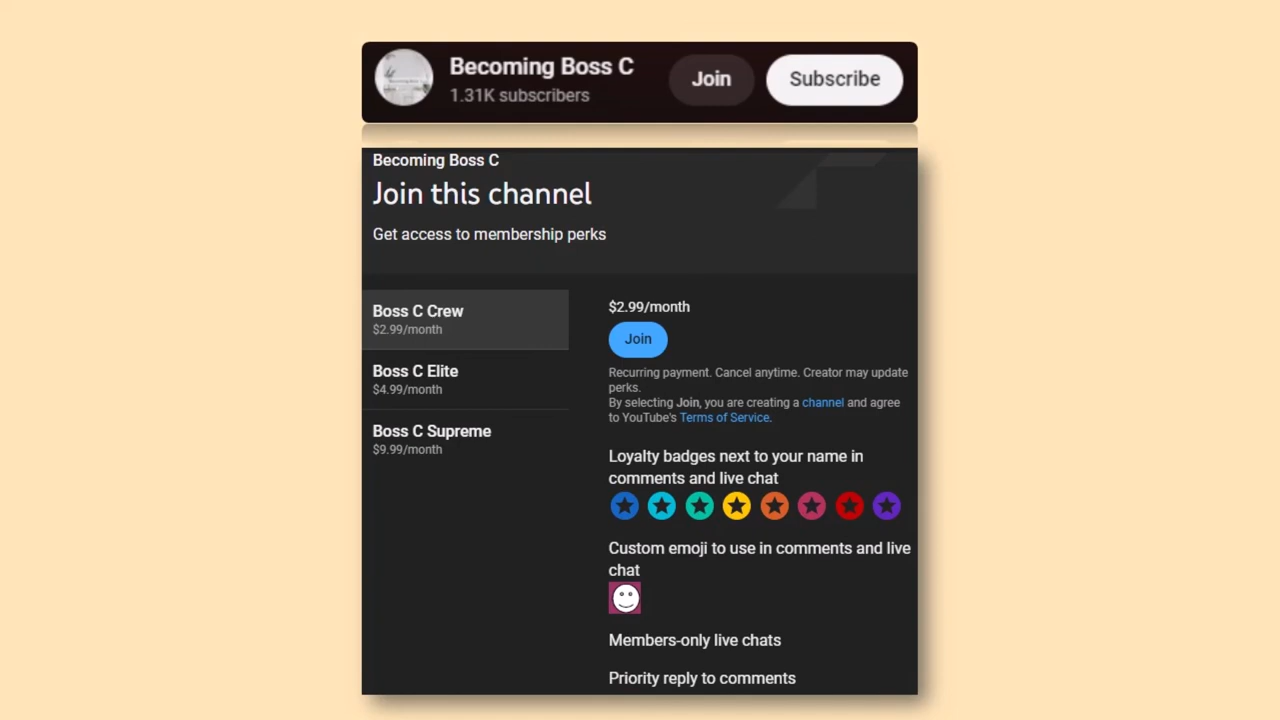 Becoming Boss C
1.31K subscribers
Join
Subscribe
Becoming Boss C
Join this channel
Get access to membership perks
Boss C Crew
$2.99/month
Boss C Elite
$4.99/month
Boss C Supreme
$9.99/month
$2.99/month
Join
Recurring payment. Cancel anytime. Creator may update
perks.
By selecting Join, you are creating a channel and agree
to YouTube's Terms of Service.
Loyalty badges next to your name in
comments and live chat
Custom emoji to use in comments and live
chat
Members-only live chats
Priority reply to comments